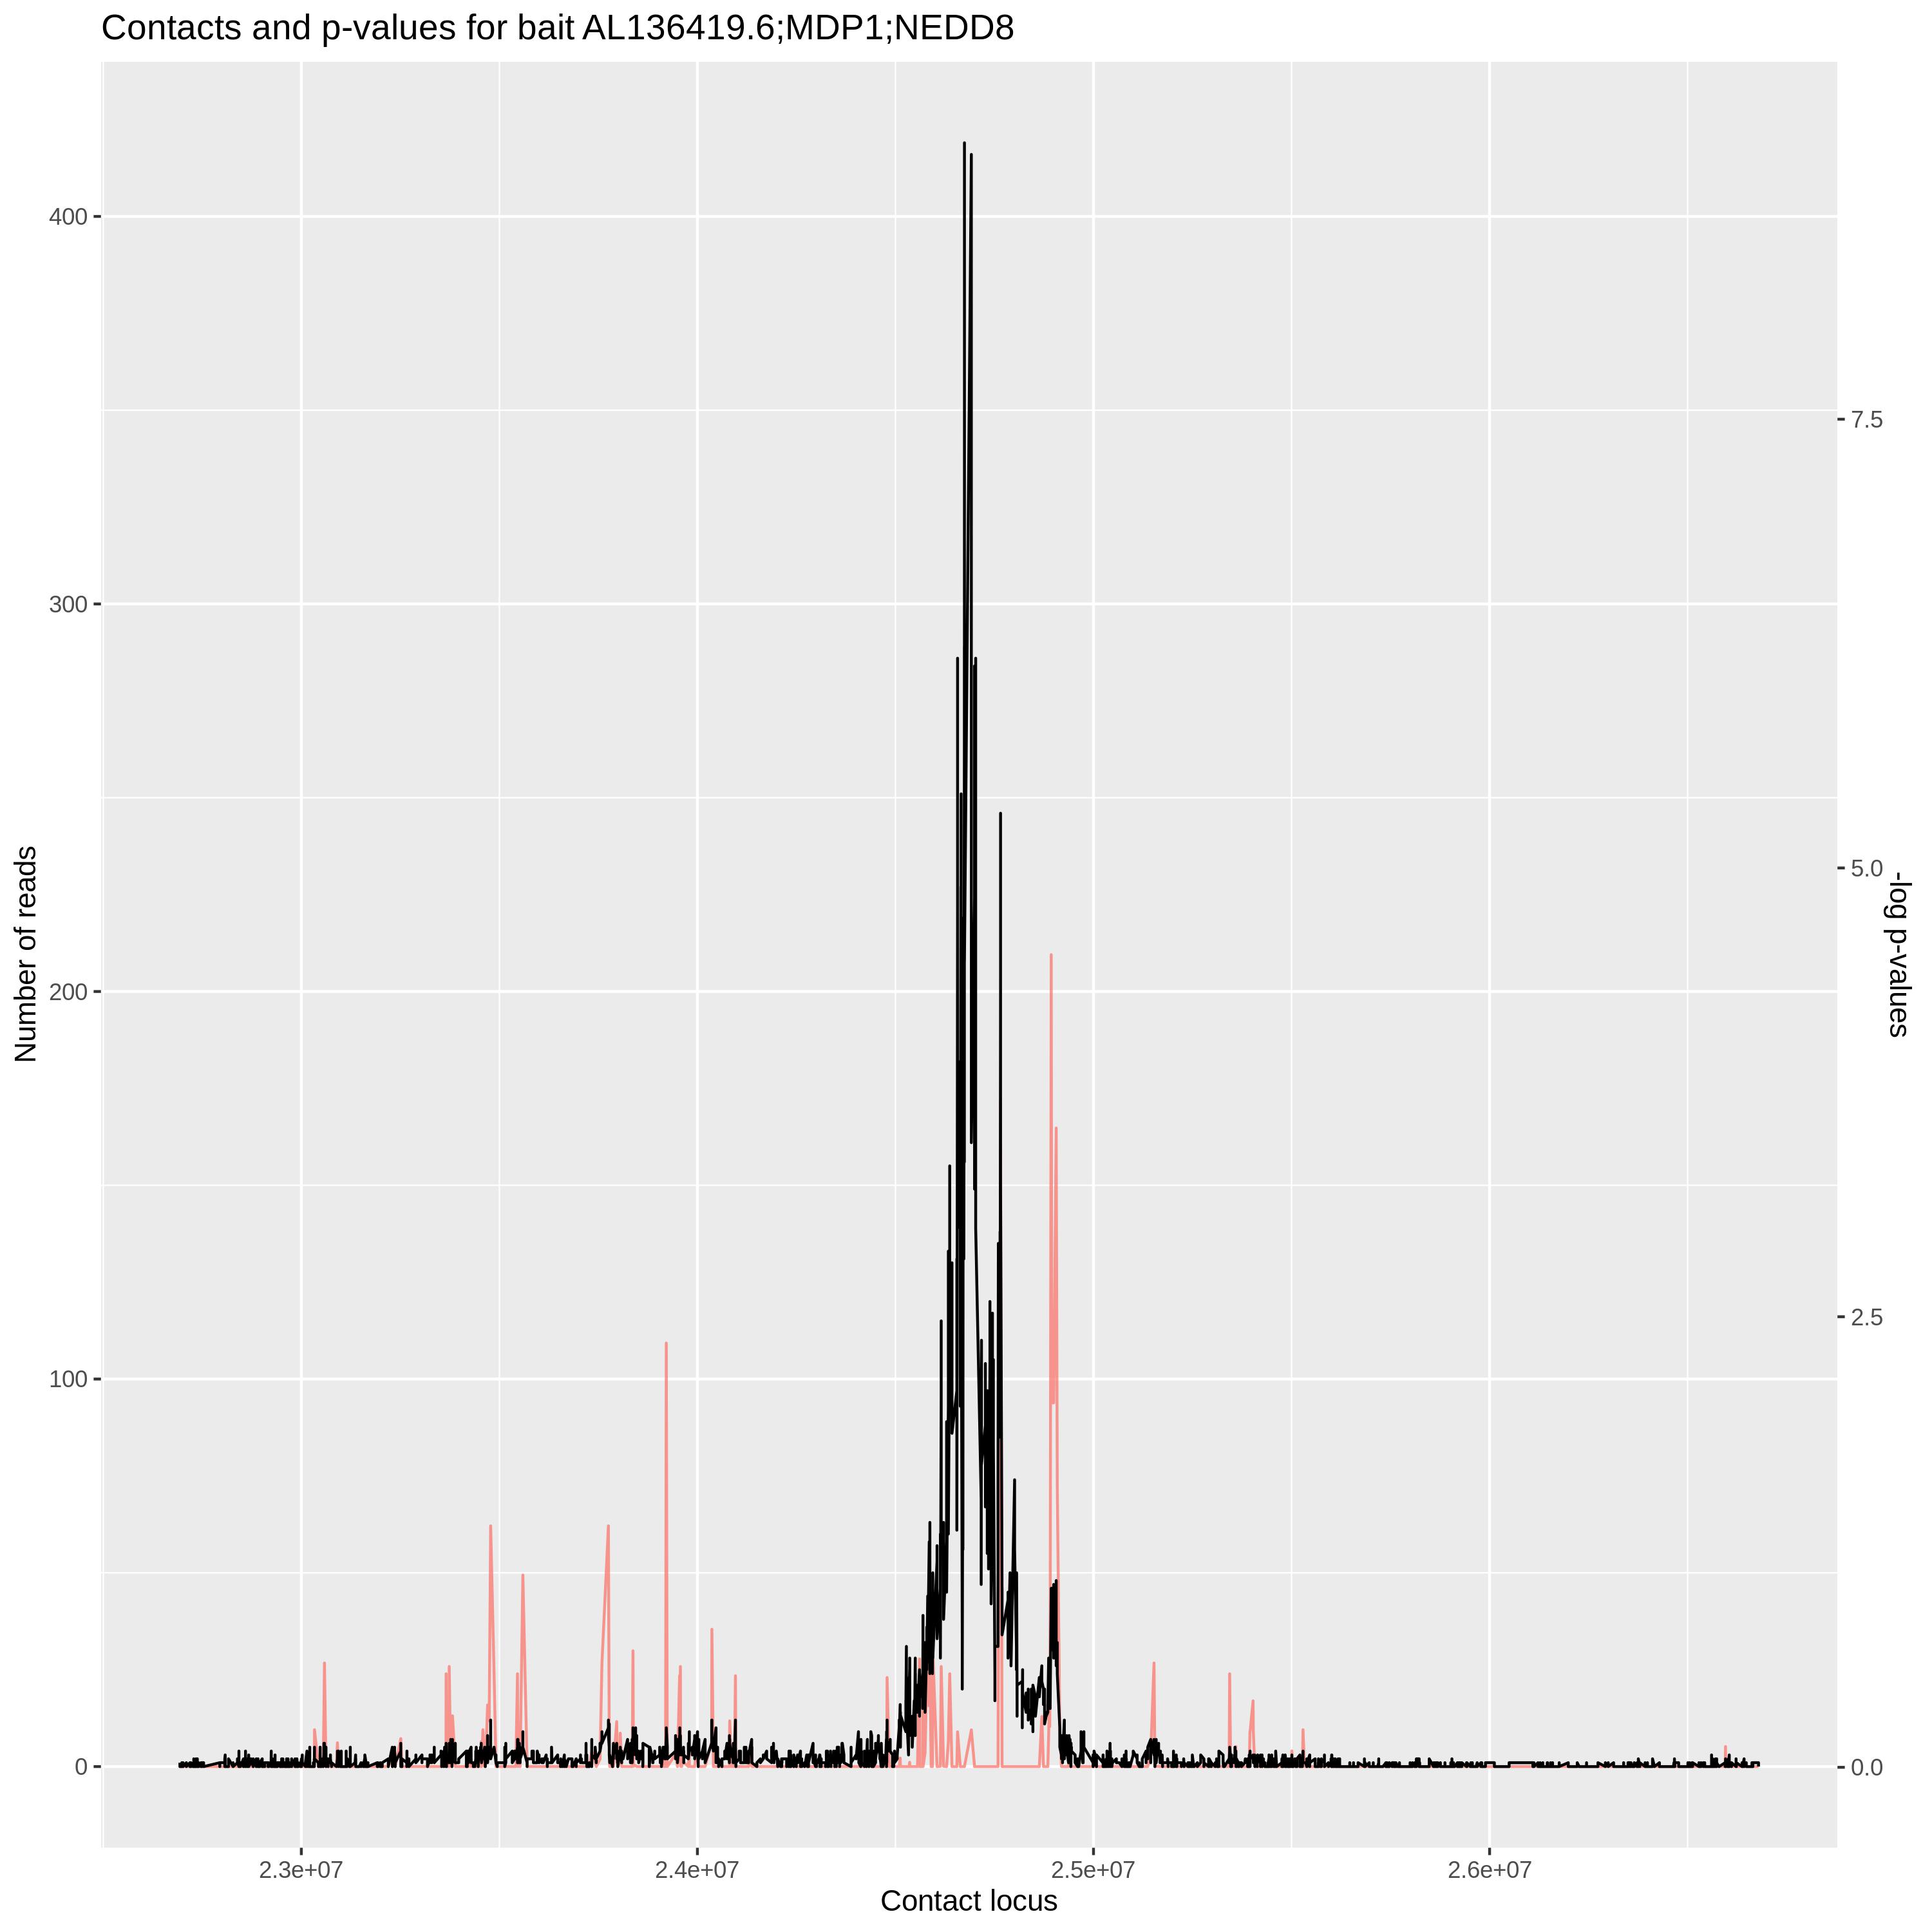 Contacts and p-values for bait AL136419.6;MDP1;NEDD8
400
300
200
100
0
Number of reads
7.5
5.0
2.5
0.0
-log p-values
2.3e+07
2.4e+07
2.5e+07
2.6e+07
Contact locus